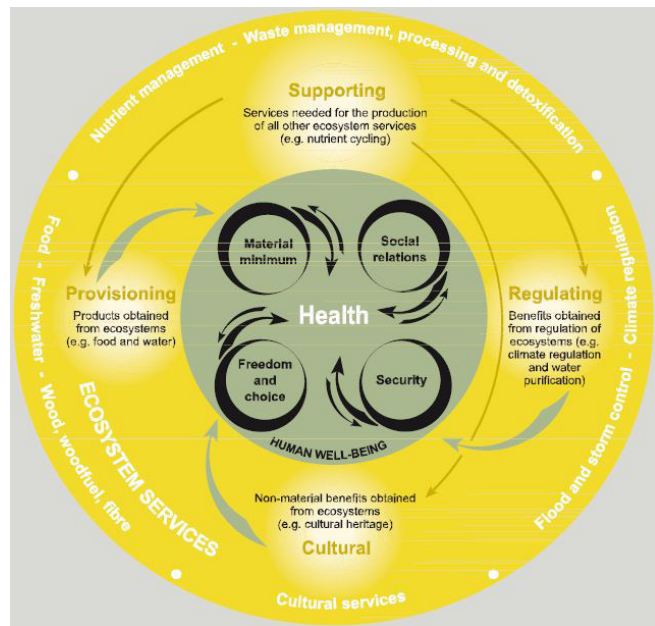 Nutrient management - Waste management, processing and detoxification
Supporting
Services needed for the production
of all other ecosystem services
(e.g. nutrient cycling)
Food - Freshwater - Wood, woodfuel, fibre
Flood and storm control - Climate regulation
Material
minimum
Social
relations
Provisioning
Products obtained
from ecosystems
(e.g. food and water)
Health
Regulating
Benefits obtained
from regulation of
ecosystems (e.g.
climate regulation
and water
purification)
Freedom
and
choice
Security
ECOSYSTEM SERVICES
HUMAN WELL-BEING
Non-material benefits obtained
from ecosystems
(e.g. cultural heritage)
Cultural
Cultural services